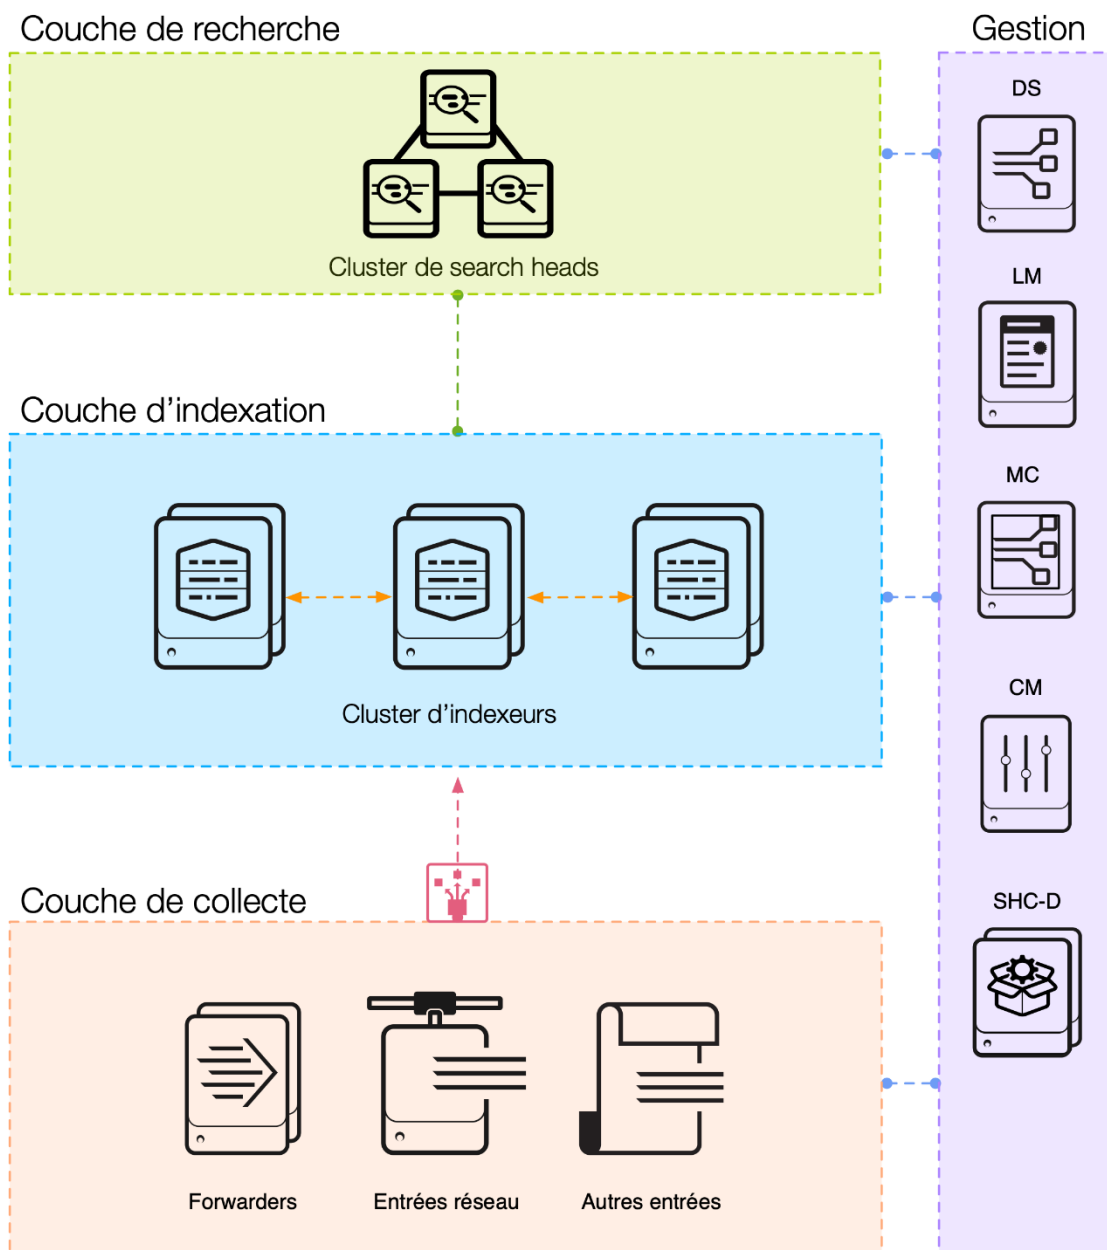 Couche de recherche
Cluster de search heads
Couche d’indexation
Cluster d’indexeurs
Couche de collecte
Forwarders
Entrées réseau
Autres entrées
Gestion
DS
LM
MC
CM
SHC-D